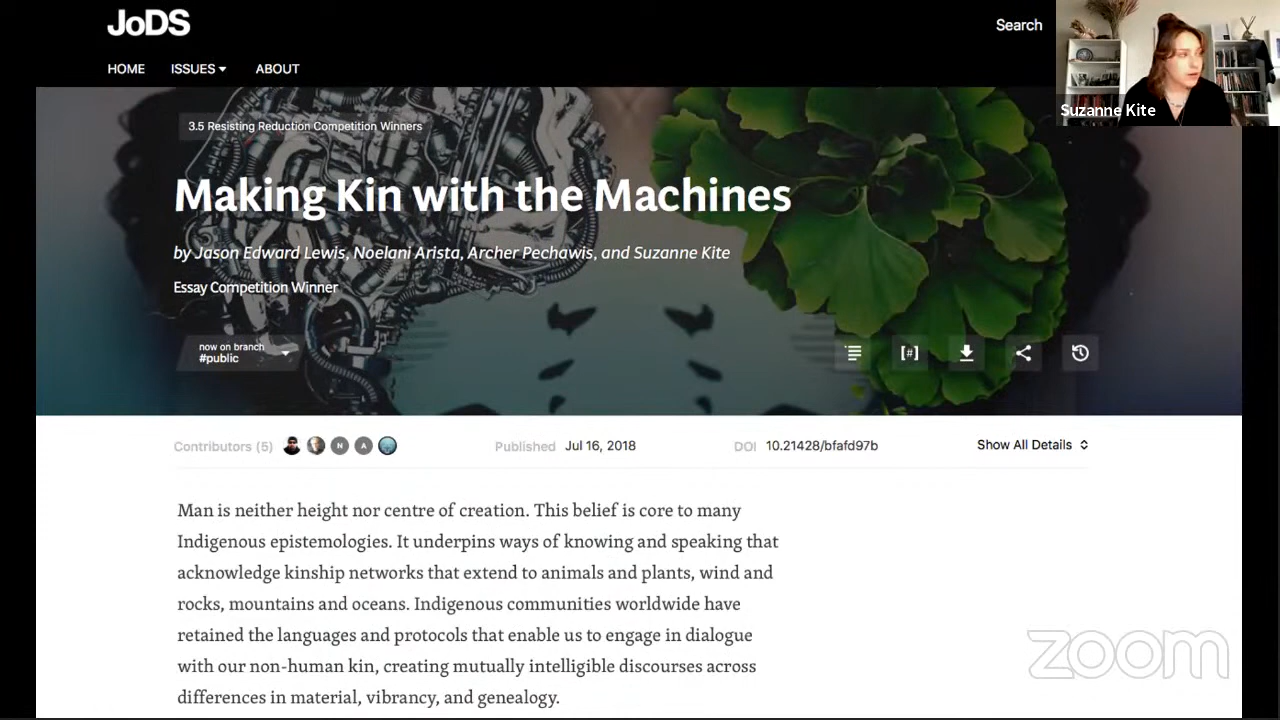 JoDS
Search
HOME ISSUES ABOUT
Suzanne Kite
3.5 Resisting Reduction Competition Winners
Making Kin with the Machines
by Jason Edward Lewis, Noelani Arista, Archer Pechawis, and Suzanne Kite
Essay Competition Winner
now on branch
#public
[#]
Contributors (5) N A Published Jul 16, 2018 DOI 10.21428/bfafd97b Show All Details
Man is neither height nor centre of creation. This belief is core to many
Indigenous epistemologies. It underpins ways of knowing and speaking that
acknowledge kinship networks that extend to animals and plants, wind and
rocks, mountains and oceans. Indigenous communities worldwide have
retained the languages and protocols that enable us to engage in dialogue
with our non-human kin, creating mutually intelligible discourses across
differences in material, vibrancy, and genealogy.
zoom